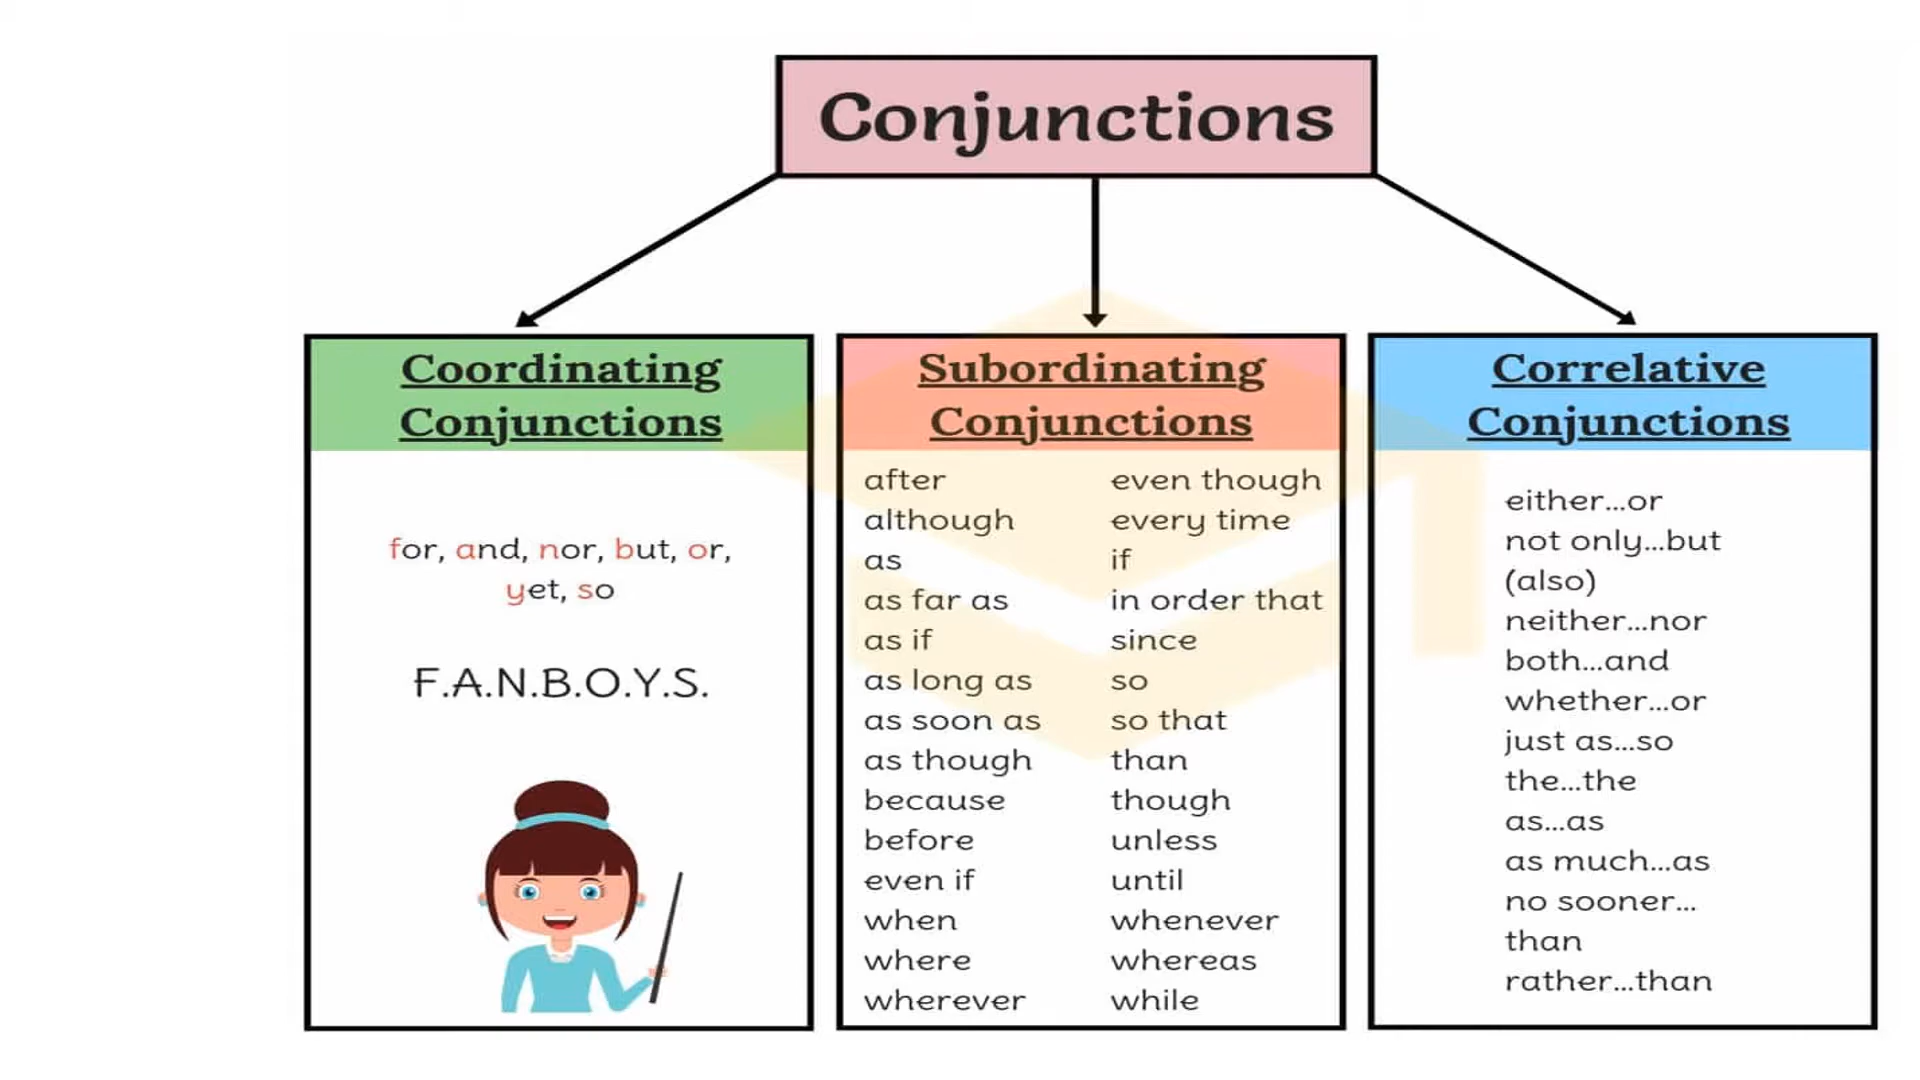 Conjunctions
Coordinating
Conjunctions
for, and, nor, but, or,
yet, so
F.A.N.B.O.Y.S.
Subordinating
Conjunctions
after
although
as
as far as
as if
as long as
as soon as
as though
because
before
even if
when
where
wherever
even though
every time
if
in order that
since
so
so that
than
though
unless
until
whenever
whereas
while
Correlative
Conjunctions
either...or
not only...but
(also)
neither...nor
both...and
whether...or
just as...so
the...the
as...as
as much...as
no sooner...
than
rather...than